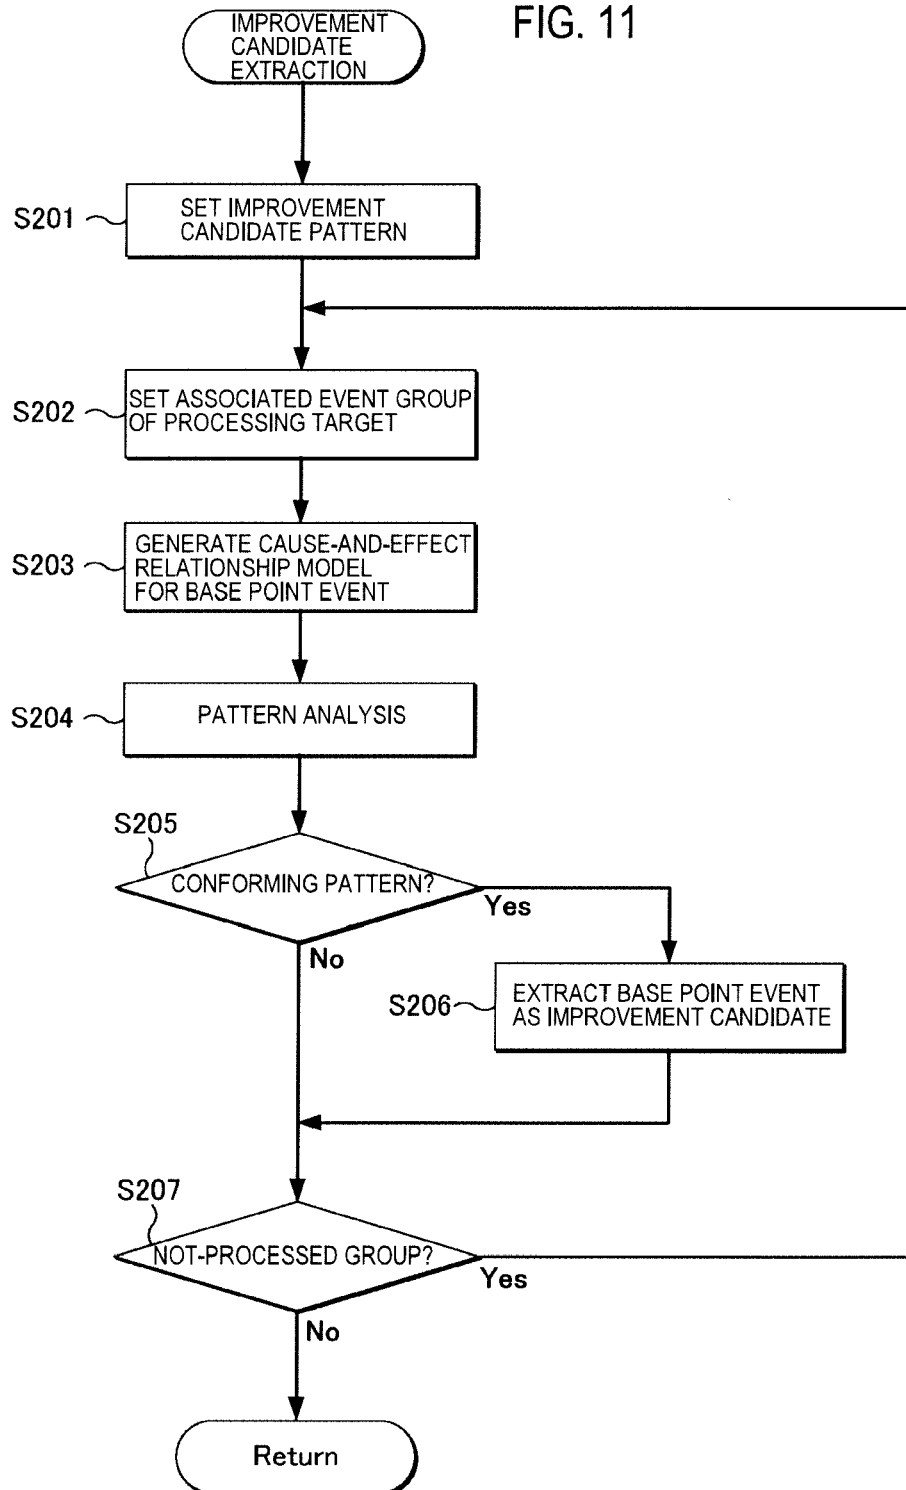 FIG. 11
IMPROVEMENT
CANDIDATE
EXTRACTION
S201
SET IMPROVEMENT
CANDIDATE PATTERN
S202
SET ASSOCIATED EVENT GROUP
OF PROCESSING TARGET
S203
GENERATE CAUSE-AND-EFFECT
RELATIONSHIP MODEL
FOR BASE POINT EVENT
S204
PATTERN ANALYSIS
S205
CONFORMING PATTERN?
Yes
No
S206
EXTRACT BASE POINT EVENT
AS IMPROVEMENT CANDIDATE
S207
NOT-PROCESSED GROUP?
Yes
No
Return